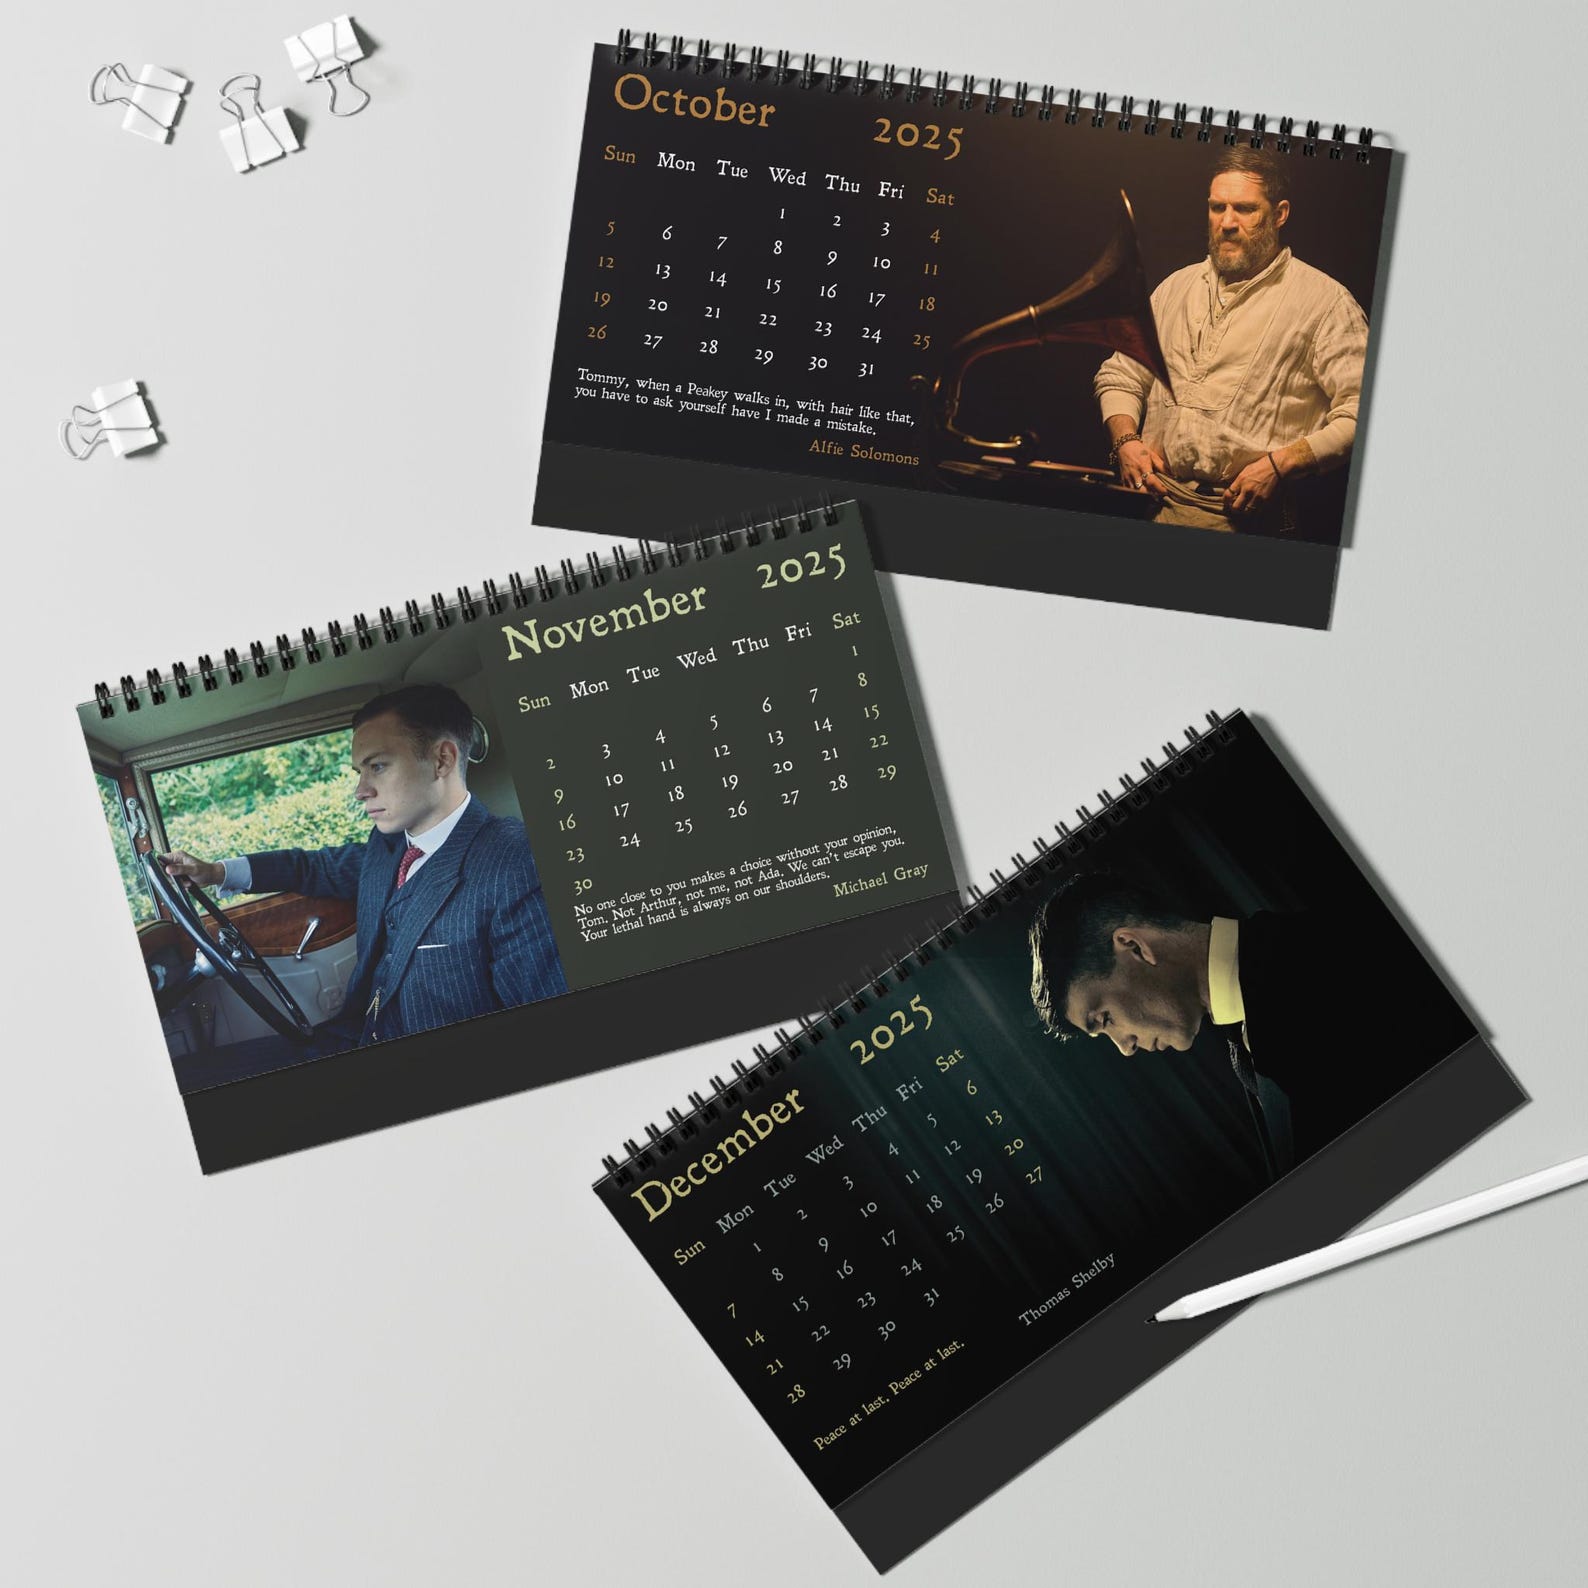 October 2025
Sun Mon Tue Wed Thu Fri Sat
1 2 3 4
5 6 7 8 9 10 11
12 13 14 15 16 17 18
19 20 21 22 23 24 25
26 27 28 29 30 31
Tommy, when a Peakey walks in, with hair like that,
you have to ask yourself have I made a mistake.
Alfie Solomons
November 2025
Sun Mon Tue Wed Thu Fri Sat
1
2 3 4 5 6 7 8
9 10 11 12 13 14 15
16 17 18 19 20 21 22
23 24 25 26 27 28 29
30
No one close to you makes a choice without your opinion,
Tom. Not Arthur, not me, not Ada. We can't escape you.
Your lethal hand is always on our shoulders.
Michael Gray
December 2025
Sun Mon Tue Wed Thu Fri Sat
1 2 3 4 5 6
7 8 9 10 11 12 13
14 15 16 17 18 19 20
21 22 23 24 25 26 27
28 29 30 31
Peace at last. Peace at last.
Thomas Shelby